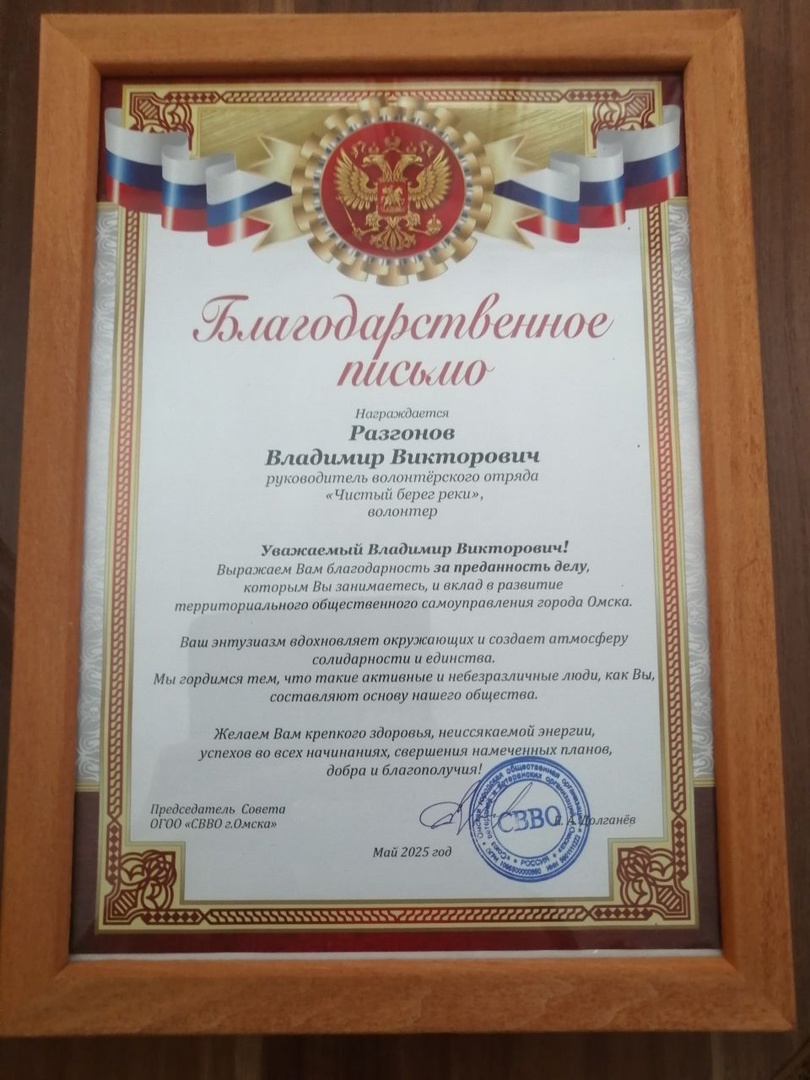 Благодарственное
письмо
Награждается
Разгонов
Владимир Викторович
руководитель волонтёрского отряда
«Чистый берег реки»,
волонтер
Уважаемый Владимир Викторович!
Выражаем Вам благодарность за преданность делу,
которым Вы занимаетесь, и вклад в развитие
территориального общественного самоуправления города Омска.
Ваш энтузиазм вдохновляет окружающих и создает атмосферу
солидарности и единства.
Мы гордимся тем, что такие активные и небезразличные люди, как Вы,
составляют основу нашего общества.
Желаем Вам крепкого здоровья, неиссякаемой энергии,
успехов во всех начинаниях, свершения намеченных планов,
добра и благополучия!
Председатель Совета
ОГОО «СВВО г.Омска»
СВВО
Долганёв
РОССИЯ
Май 2025 год